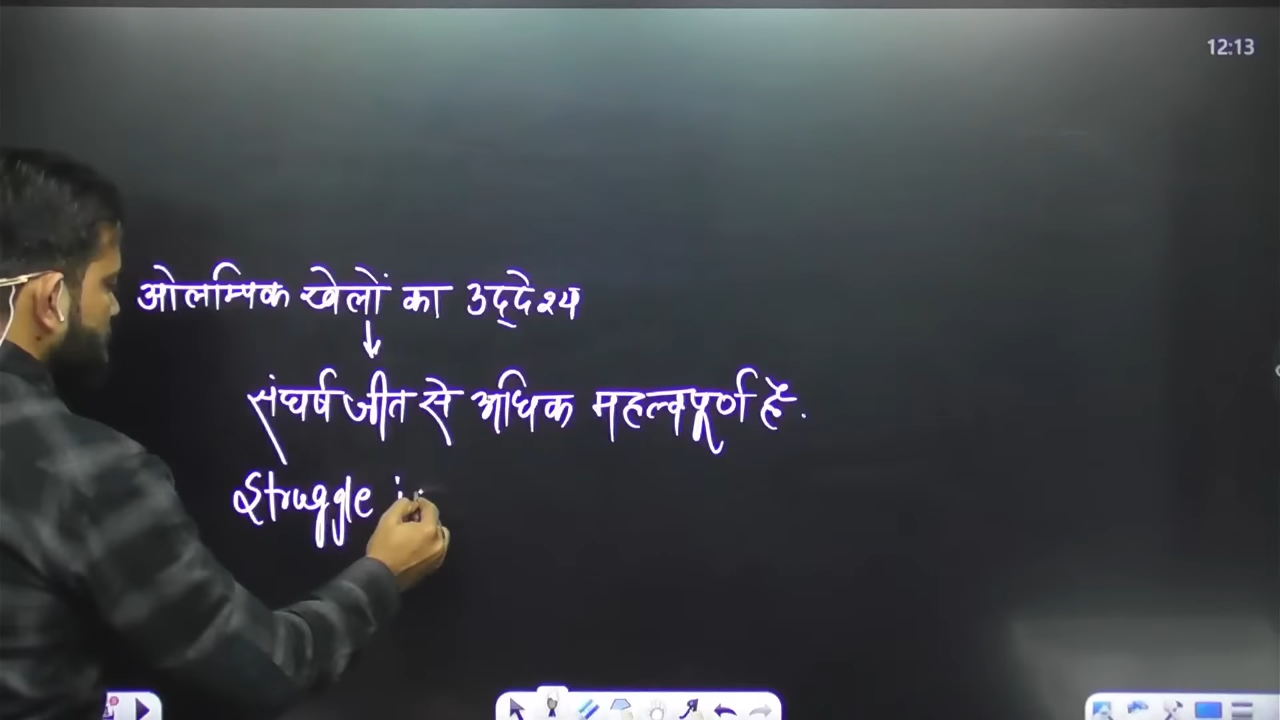 12:13
ओलम्पिक खेलों का उद्देश्य
संघर्ष जीत से अधिक महत्वपूर्ण हैं.
Struggle